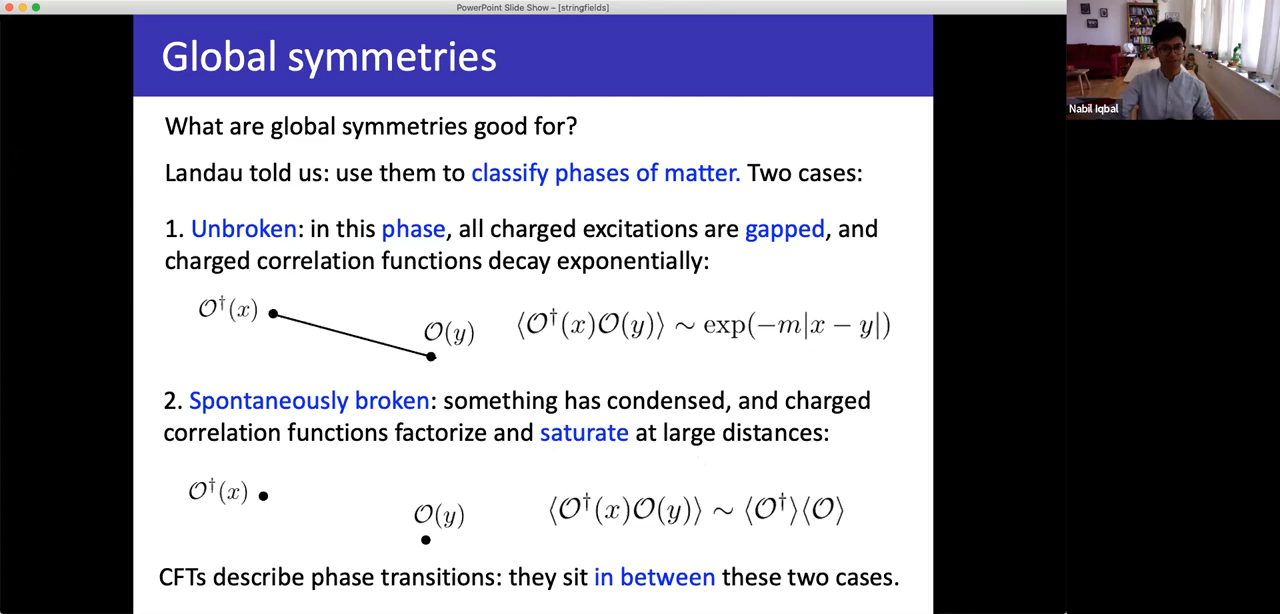 PowerPoint Slide Show – [stringfields]
Global symmetries
Nabil Iqbal
What are global symmetries good for?
Landau told us: use them to classify phases of matter. Two cases:
1. Unbroken: in this phase, all charged excitations are gapped, and
charged correlation functions decay exponentially:
𝒪†(x)
𝒪(y)
⟨𝒪†(x)𝒪(y)⟩ ∼ exp(−m|x − y|)
2. Spontaneously broken: something has condensed, and charged
correlation functions factorize and saturate at large distances:
𝒪†(x)
𝒪(y)
⟨𝒪†(x)𝒪(y)⟩ ∼ ⟨𝒪†⟩⟨𝒪⟩
CFTs describe phase transitions: they sit in between these two cases.